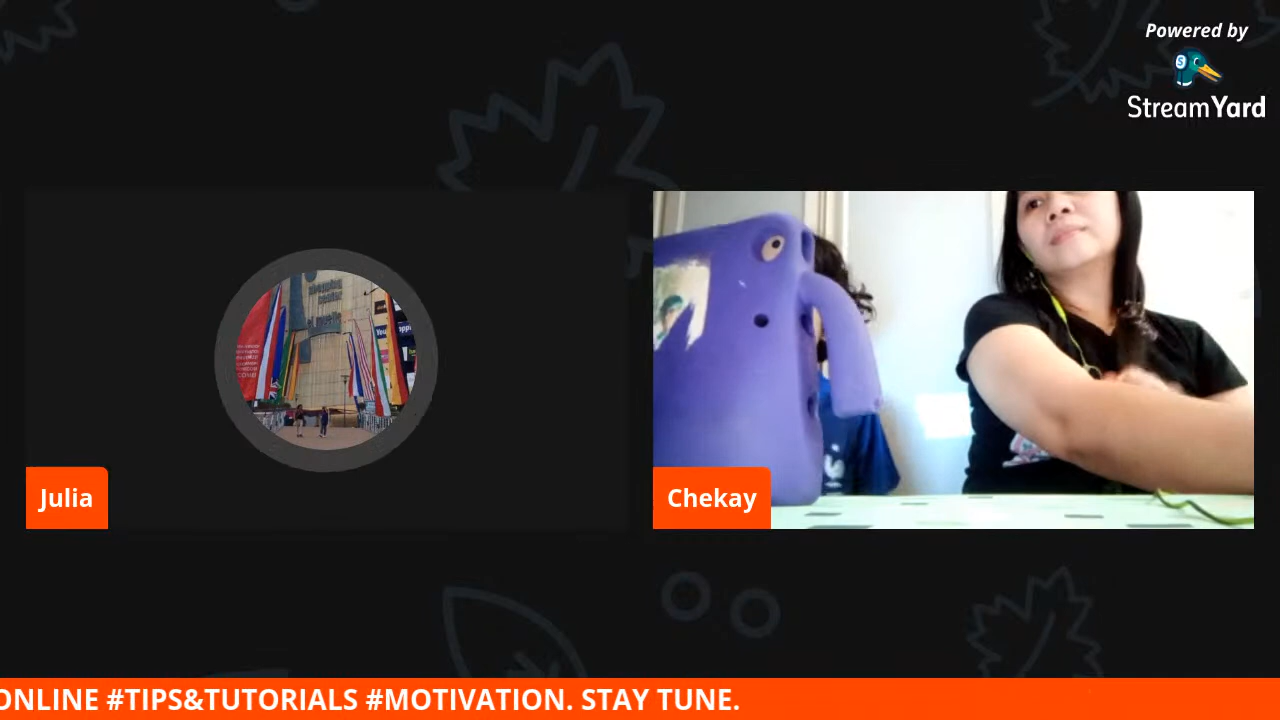 Powered by
StreamYard
Julia
Chekay
ONLINE #TIPS&TUTORIALS #MOTIVATION. STAY TUNE.